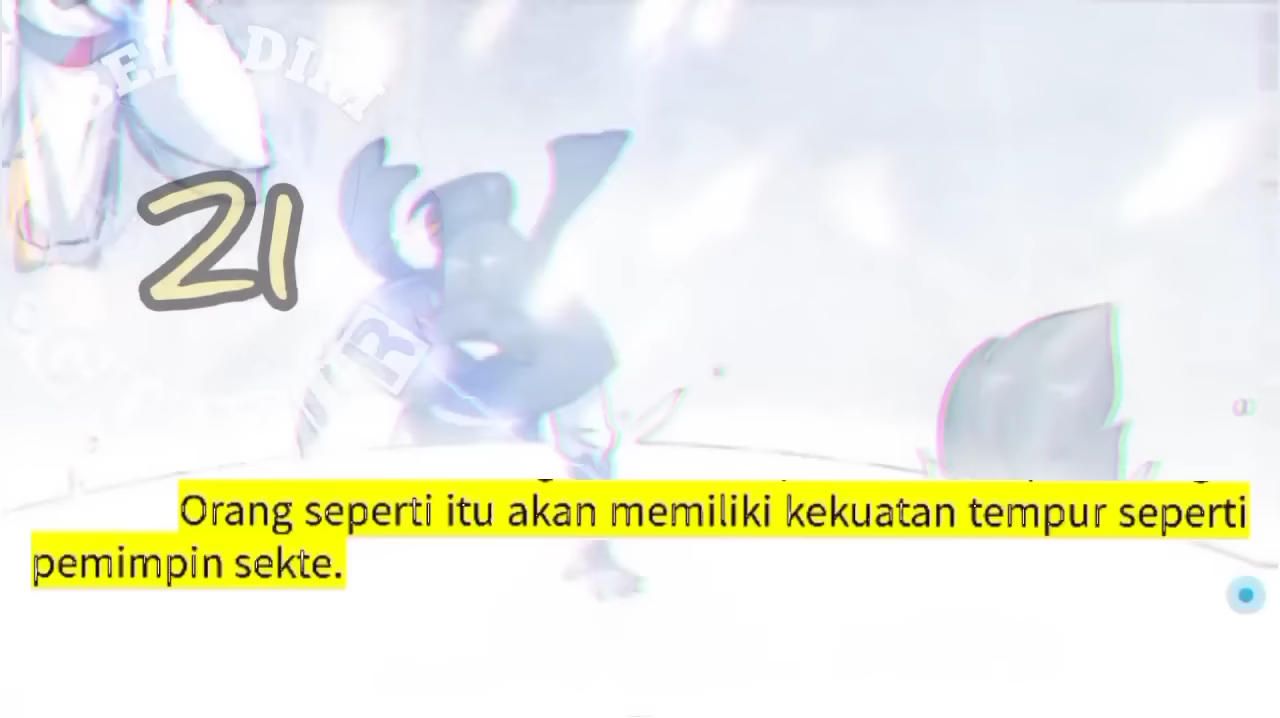 21
R
Orang seperti itu akan memiliki kekuatan tempur seperti
pemimpin sekte.